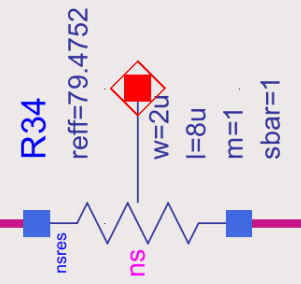 R34
reff=79.4752
w=2u
l=8u
m=1
sbar=1
nsres
ns